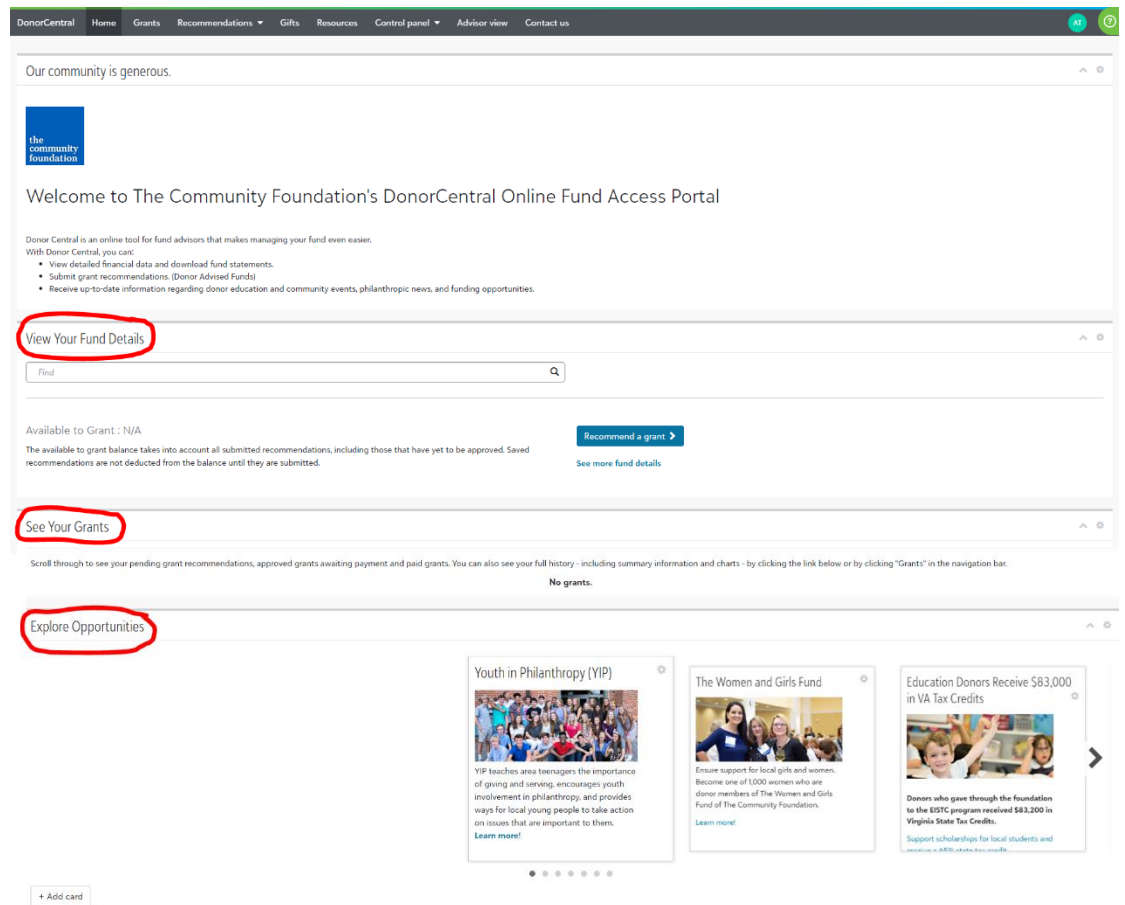 DonorCentral Home Grants Recommendations Gifts Resources Control panel Advisor view Contact us AT ?
Our community is generous.
the
community
foundation
Welcome to The Community Foundation's DonorCentral Online Fund Access Portal
Donor Central is an online tool for fund advisors that makes managing your fund even easier.
With Donor Central, you can:
• View detailed financial data and download fund statements.
• Submit grant recommendations. (Donor Advised Funds)
• Receive up-to-date information regarding donor education and community events, philanthropic news, and funding opportunities.
View Your Fund Details
Find
Available to Grant : N/A
The available to grant balance takes into account all submitted recommendations, including those that have yet to be approved. Saved
recommendations are not deducted from the balance until they are submitted.
Recommend a grant
See more fund details
See Your Grants
Scroll through to see your pending grant recommendations, approved grants awaiting payment and paid grants. You can also see your full history - including summary information and charts - by clicking the link below or by clicking "Grants" in the navigation bar.
No grants.
Explore Opportunities
Youth in Philanthropy (YIP)
YIP teaches area teenagers the importance
of giving and serving, encourages youth
involvement in philanthropy, and provides
ways for local young people to take action
on issues that are important to them.
Learn more!
The Women and Girls Fund
Ensure support for local girls and women.
Become one of 1,000 women who are
donor members of The Women and Girls
Fund of The Community Foundation.
Learn more!
Education Donors Receive $83,000
in VA Tax Credits
Donors who gave through the foundation
to the EISTC program received $83,200 in
Virginia State Tax Credits.
Support scholarships for local students and
+ Add card